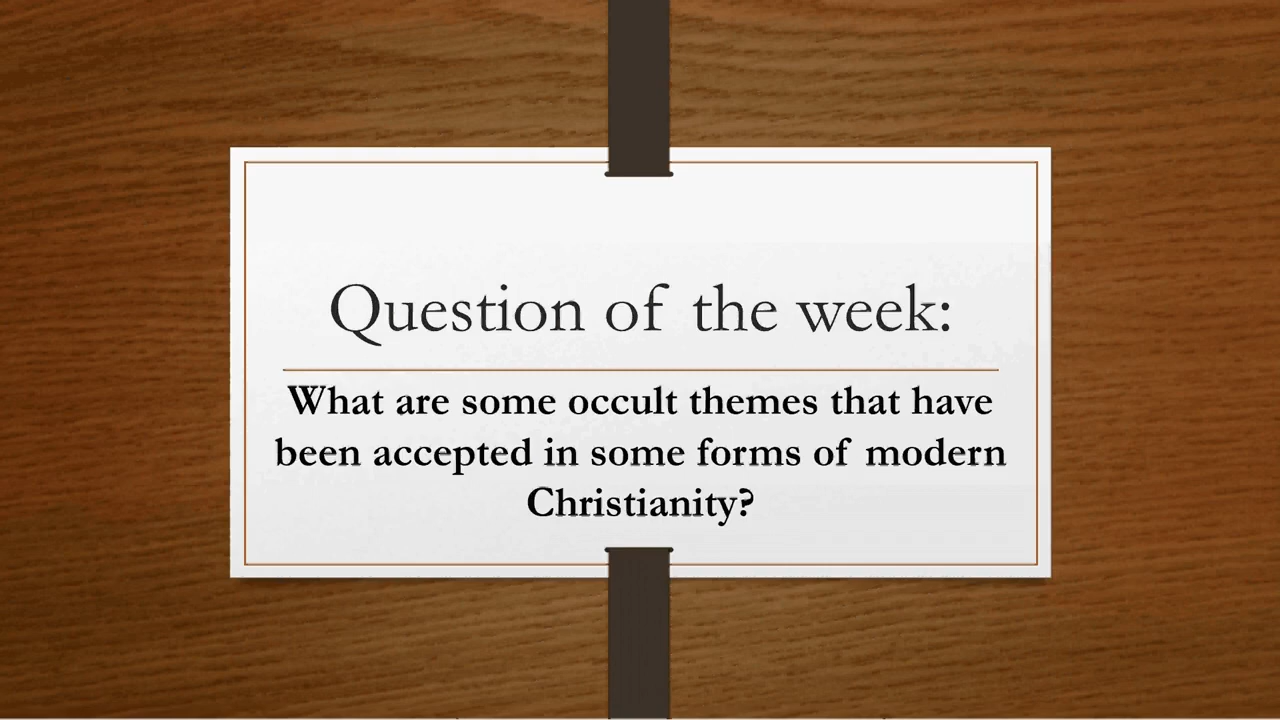 Question of the week:
What are some occult themes that have
been accepted in some forms of modern
Christianity?